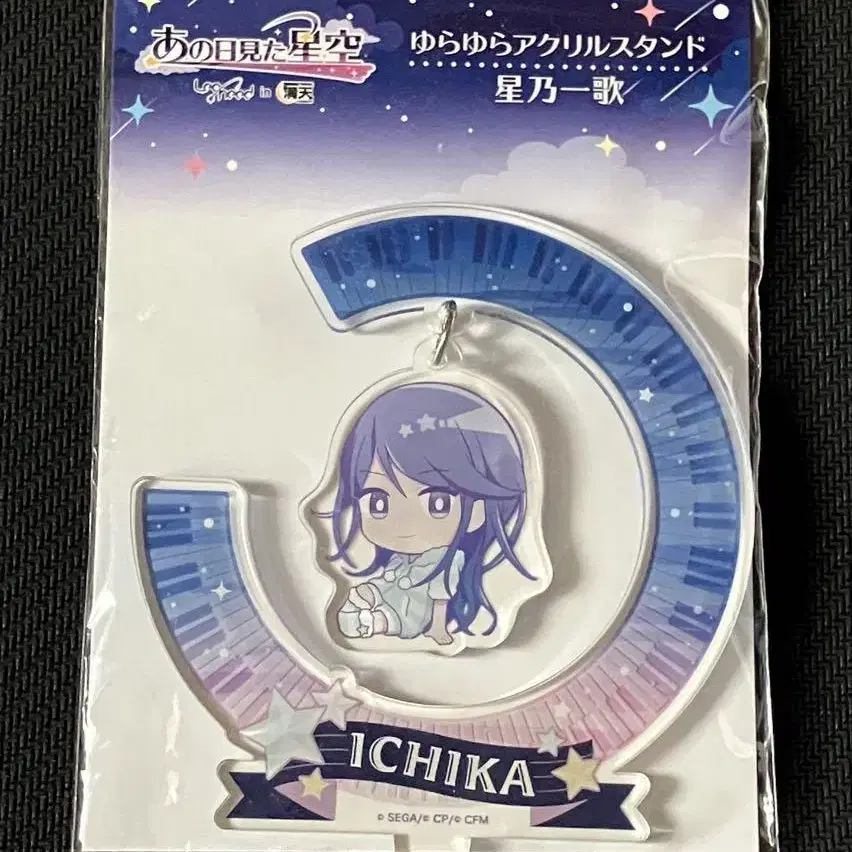 あの日見た星空
Leo/need in 満天
ゆらゆらアクリルスタンド
星乃一歌
ICHIKA
© SEGA/© CP/© CFM